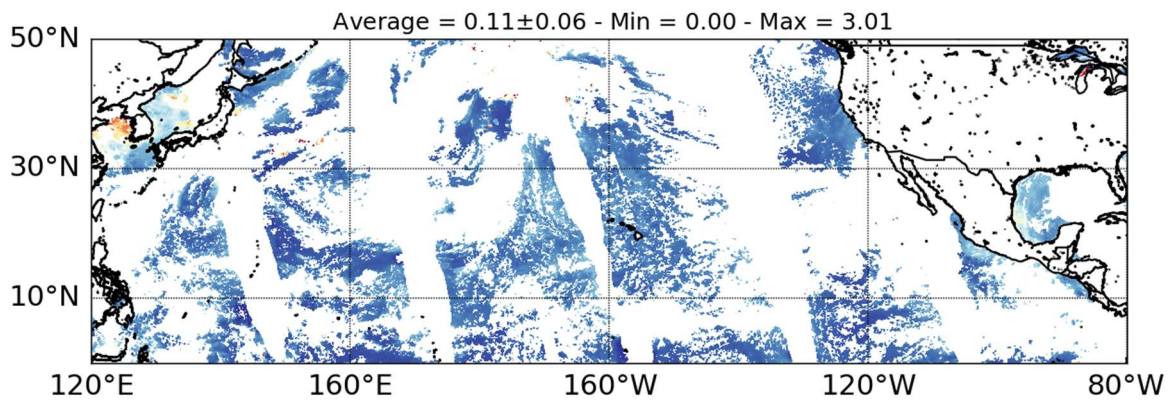 Average = 0.11±0.06 - Min = 0.00 - Max = 3.01
50°N
30°N
10°N
120°E 160°E 160°W 120°W 80°W